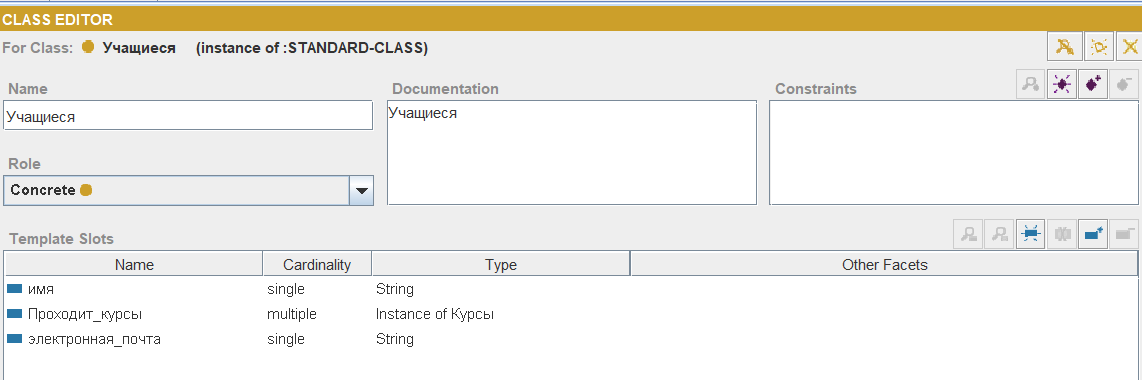 CLASS EDITOR
For Class: Учащиеся (instance of :STANDARD-CLASS)
Name Documentation Constraints
Учащиеся Учащиеся
Role
Concrete
Template Slots
Name Cardinality Type Other Facets
имя single String
Проходит_курсы multiple Instance of Курсы
электронная_почта single String